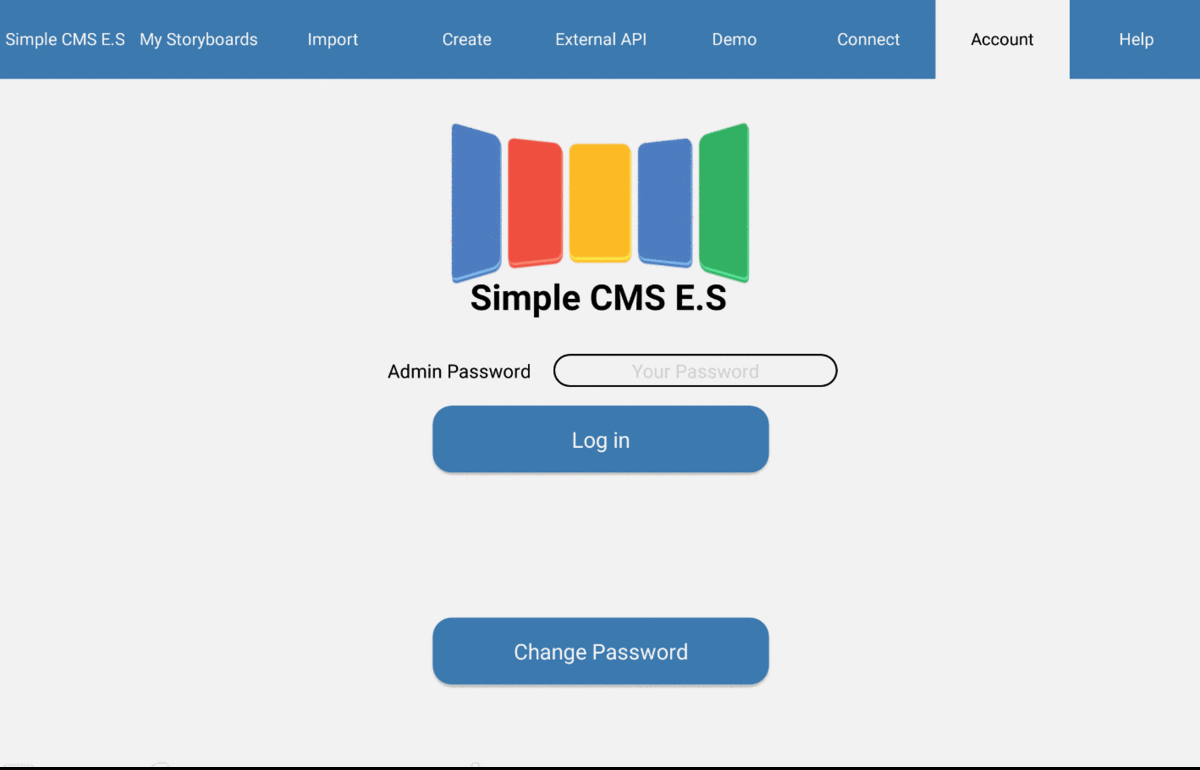 Simple CMS E.S My Storyboards Import Create External API Demo Connect Account Help
Simple CMS E.S
Admin Password Your Password
Log in
Change Password